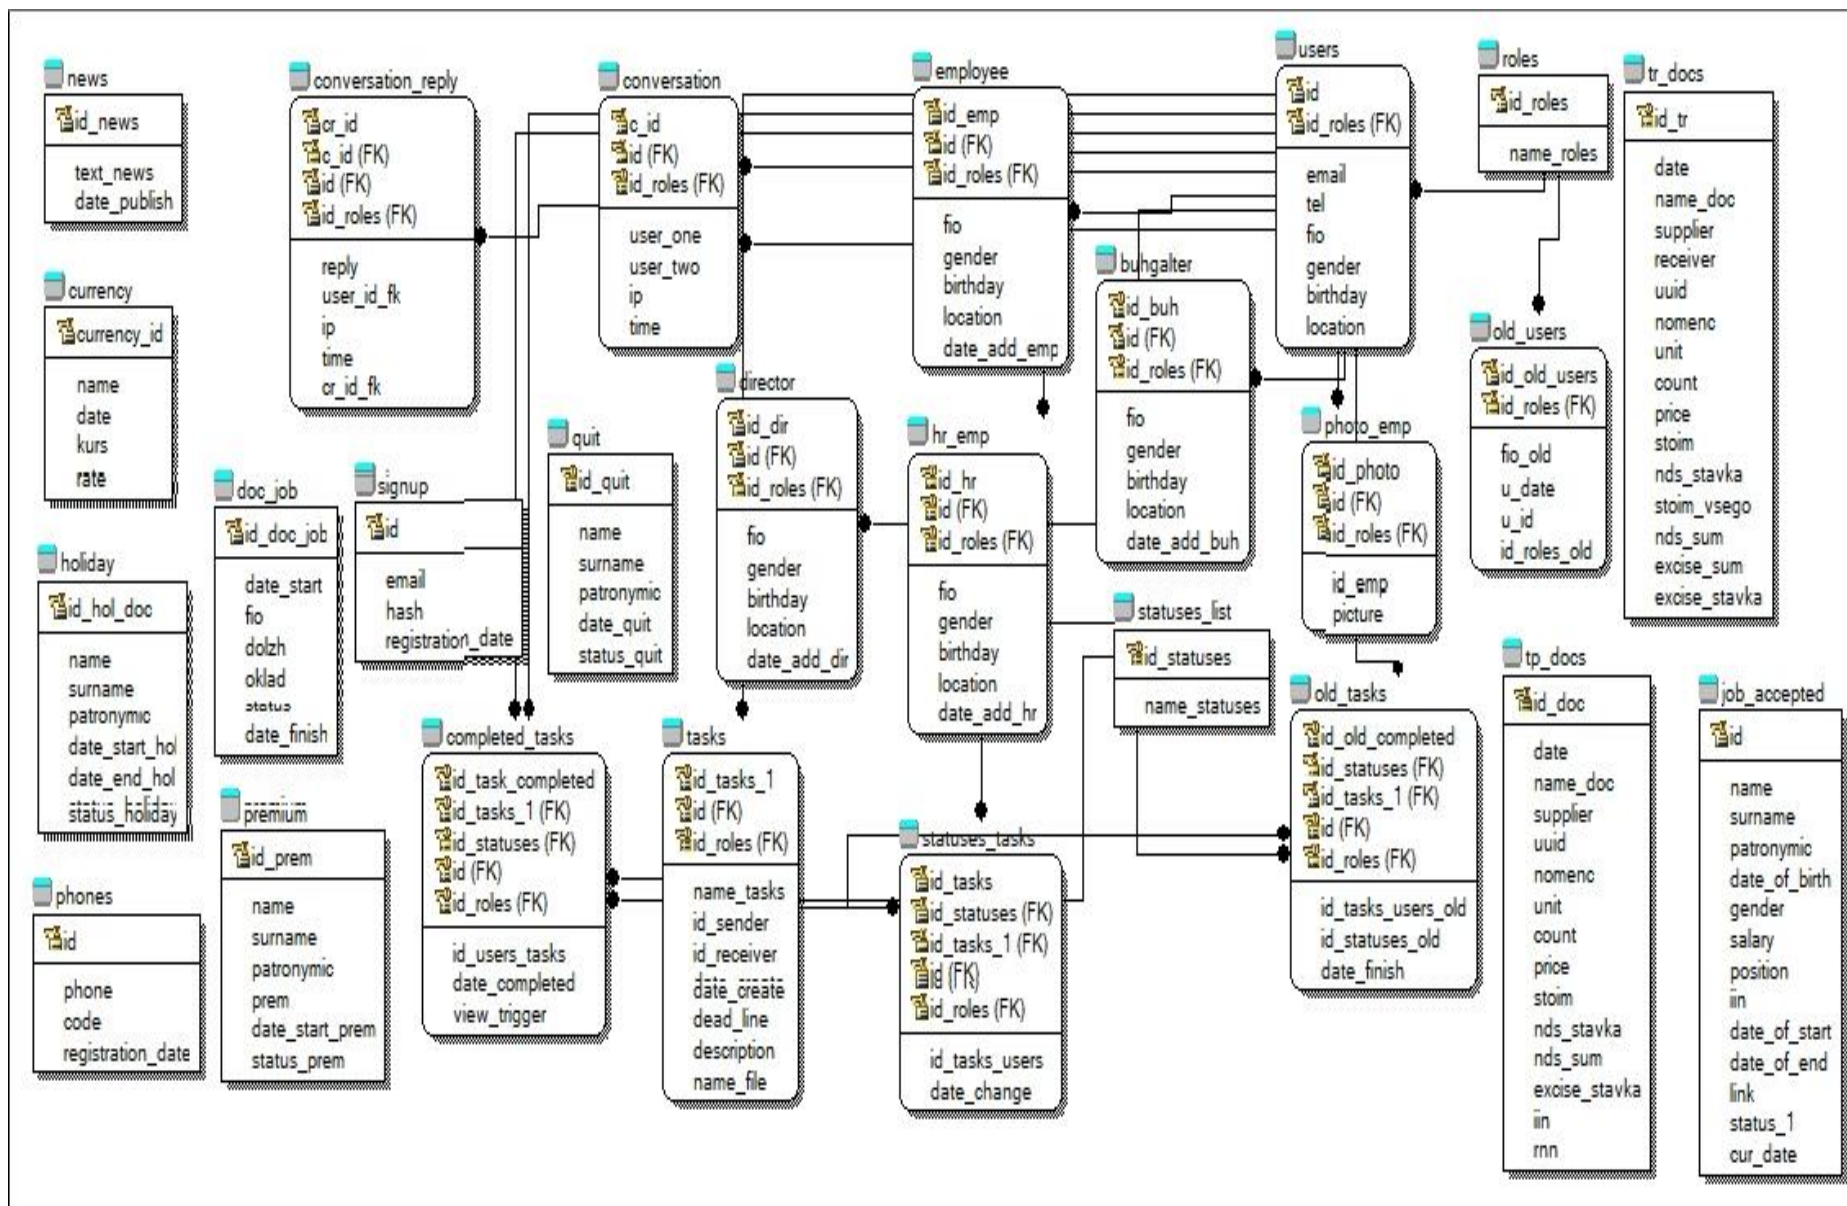 news
id_news
text_news
date_publish
currency
currency_id
name
date
kurs
rate
holiday
id_hol_doc
name
surname
patronymic
date_start_hol
date_end_hol
status_holiday
phones
id
phone
code
registration_date
doc_job
id_doc_job
date_start
fio
dolzh
oklad
status
date_finish
premium
id_prem
name
surname
patronymic
prem
date_start_prem
status_prem
conversation_reply
cr_id
c_id (FK)
id (FK)
id_roles (FK)
reply
user_id_fk
ip
time
cr_id_fk
signup
id
email
hash
registration_date
conversation
c_id
id (FK)
id_roles (FK)
user_one
user_two
ip
time
quit
id_quit
name
surname
patronymic
date_quit
status_quit
completed_tasks
id_task_completed
id_tasks_1 (FK)
id_statuses (FK)
id (FK)
id_roles (FK)
id_users_tasks
date_completed
view_trigger
director
id_dir
id (FK)
id_roles (FK)
fio
gender
birthday
location
date_add_dir
tasks
id_tasks_1
id (FK)
id_roles (FK)
name_tasks
id_sender
id_receiver
date_create
dead_line
description
name_file
employee
id_emp
id (FK)
id_roles (FK)
fio
gender
birthday
location
date_add_emp
hr_emp
id_hr
id (FK)
id_roles (FK)
fio
gender
birthday
location
date_add_hr
statuses_tasks
id_tasks
id_statuses (FK)
id_tasks_1 (FK)
id (FK)
id_roles (FK)
id_tasks_users
date_change
buhgalter
id_buh
id (FK)
id_roles (FK)
fio
gender
birthday
location
date_add_buh
statuses_list
id_statuses
name_statuses
users
id
id_roles (FK)
email
tel
fio
gender
birthday
location
photo_emp
id_photo
id (FK)
id_roles (FK)
id_emp
picture
old_tasks
id_old_completed
id_statuses (FK)
id_tasks_1 (FK)
id (FK)
id_roles (FK)
id_tasks_users_old
id_statuses_old
date_finish
roles
id_roles
name_roles
old_users
id_old_users
id_roles (FK)
fio_old
u_date
u_id
id_roles_old
tr_docs
id_tr
date
name_doc
supplier
receiver
uuid
nomenc
unit
count
price
stoim
nds_stavka
stoim_vsego
nds_sum
excise_sum
excise_stavka
tp_docs
id_doc
date
name_doc
supplier
uuid
nomenc
unit
count
price
stoim
nds_stavka
nds_sum
excise_stavka
iin
rnn
job_accepted
id
name
surname
patronymic
date_of_birth
gender
salary
position
iin
date_of_start
date_of_end
link
status_1
cur_date